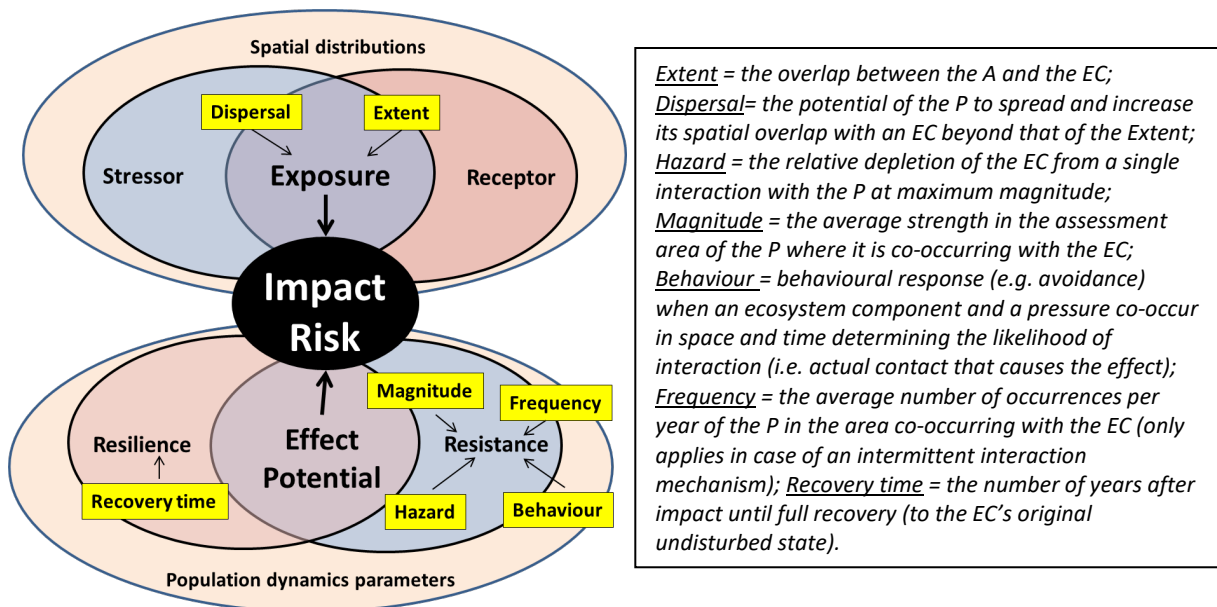 Spatial distributions
Dispersal
Extent
Stressor
Exposure
Receptor
Impact
Risk
Magnitude
Frequency
Resilience
Effect
Potential
Resistance
Recovery time
Hazard
Behaviour
Population dynamics parameters
Extent = the overlap between the A and the EC;
Dispersal= the potential of the P to spread and increase
its spatial overlap with an EC beyond that of the Extent;
Hazard = the relative depletion of the EC from a single
interaction with the P at maximum magnitude;
Magnitude = the average strength in the assessment
area of the P where it is co-occurring with the EC;
Behaviour = behavioural response (e.g. avoidance)
when an ecosystem component and a pressure co-occur
in space and time determining the likelihood of
interaction (i.e. actual contact that causes the effect);
Frequency = the average number of occurrences per
year of the P in the area co-occurring with the EC (only
applies in case of an intermittent interaction
mechanism); Recovery time = the number of years after
impact until full recovery (to the EC's original
undisturbed state).